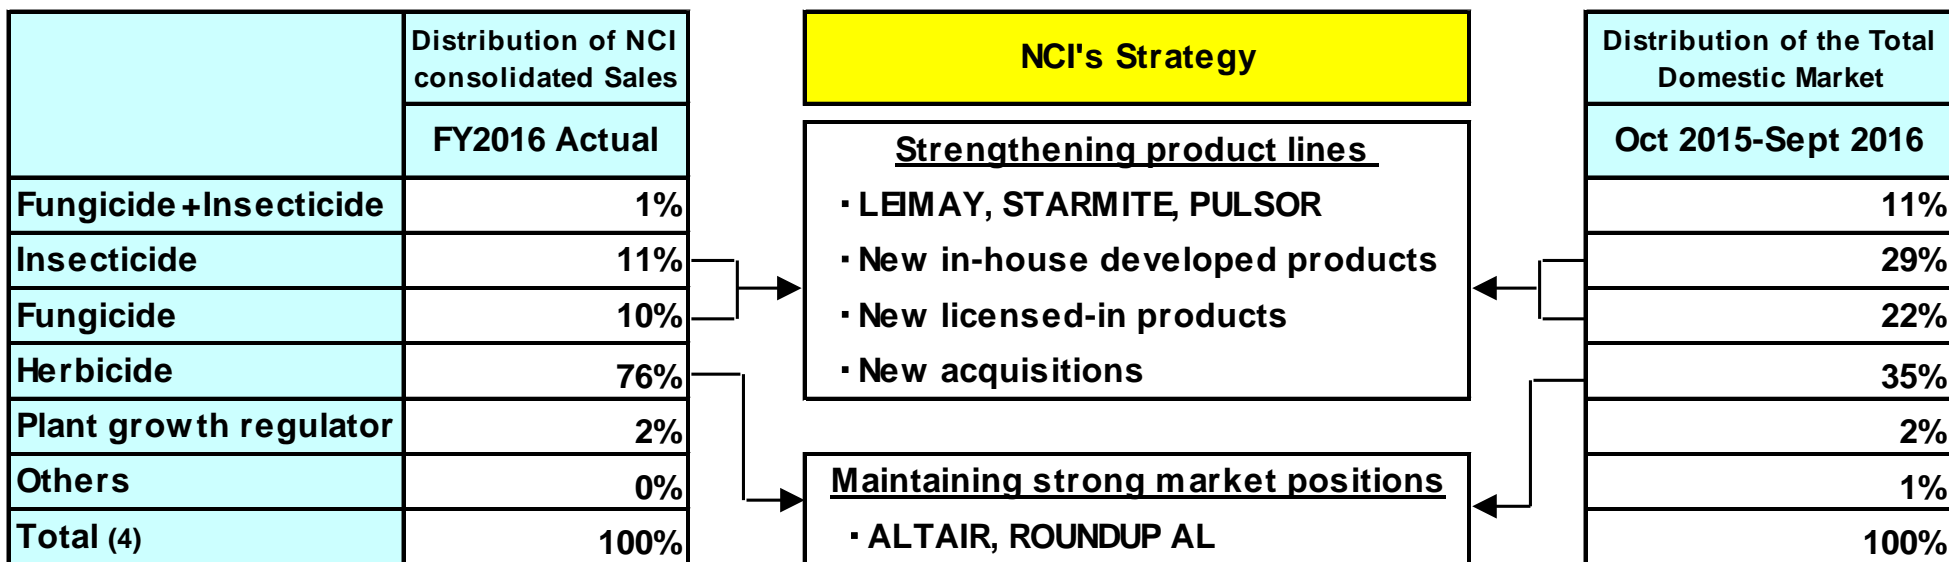 Distribution of NCI
consolidated Sales
FY2016 Actual
Fungicide+Insecticide 1%
Insecticide 11%
Fungicide 10%
Herbicide 76%
Plant growth regulator 2%
Others 0%
Total (4) 100%
NCI's Strategy
Strengthening product lines
・LEIMAY, STARMITE, PULSOR
・New in-house developed products
・New licensed-in products
・New acquisitions
Maintaining strong market positions
・ALTAIR, ROUNDUP AL
Distribution of the Total
Domestic Market
Oct 2015-Sept 2016
11%
29%
22%
35%
2%
1%
100%